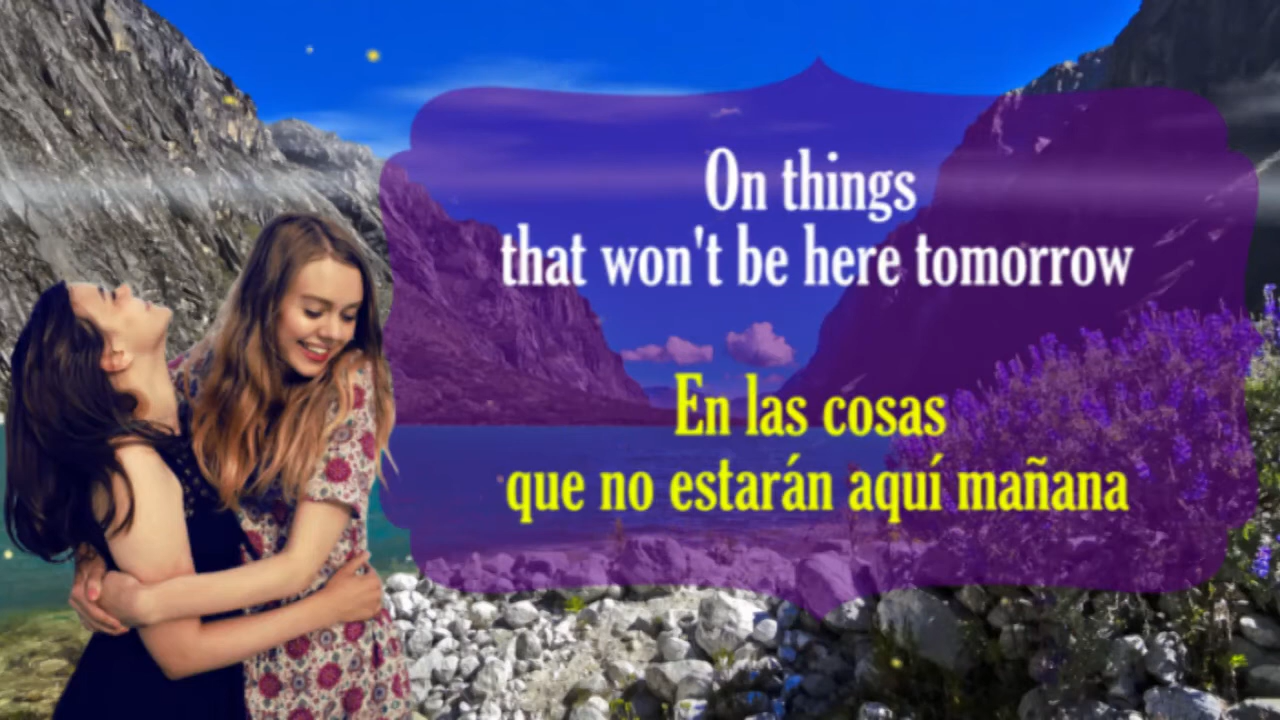 On things
that won't be here tomorrow
En las cosas
que no estarán aquí mañana